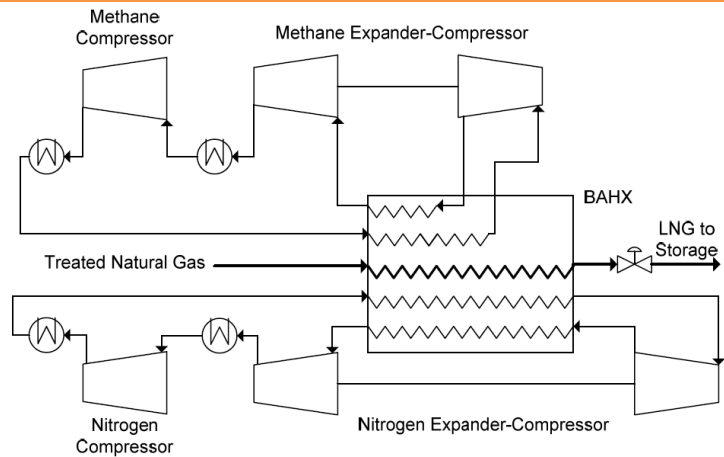 Methane
Compressor
Methane Expander-Compressor
BAHX
LNG to
Storage
Treated Natural Gas
Nitrogen
Compressor
Nitrogen Expander-Compressor